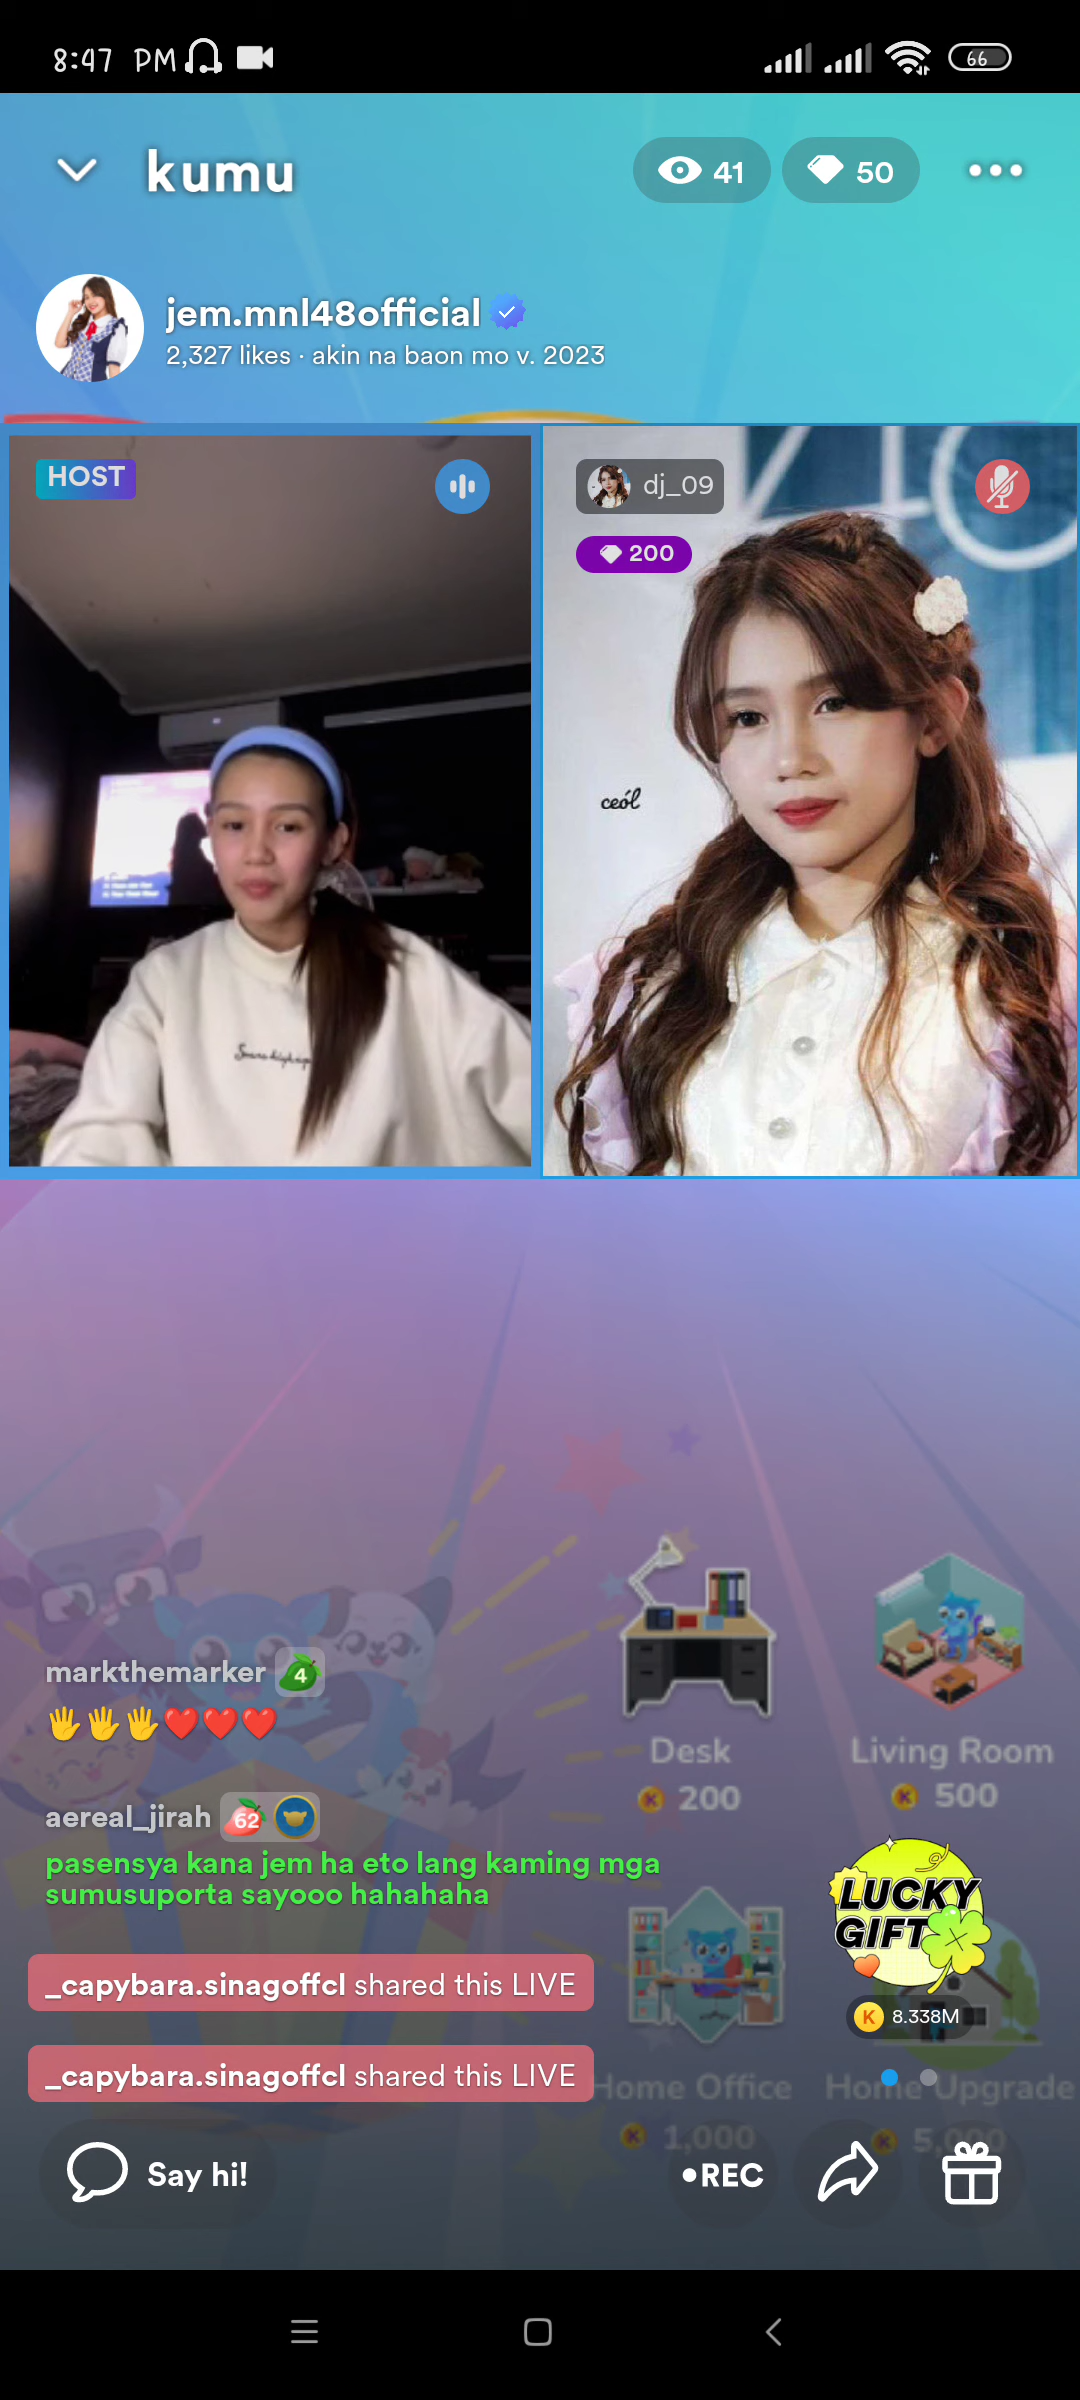 8:47 PM
66
kumu
41
50
jem.mnl48official
2,327 likes · akin na baon mo v. 2023
HOST
dj_09
200
ceól
markthemarker 4
🖐🖐🖐❤️❤️❤️
Desk
200
Living Room
500
aereal_jirah 62
pasensya kana jem ha eto lang kaming mga
sumusuporta sayooo hahahaha
LUCKY
GIFT
K 8.338M
_capybara.sinagoffcl shared this LIVE
_capybara.sinagoffcl shared this LIVE
Home Office
1,000
Home Upgrade
5,000
Say hi!
•REC